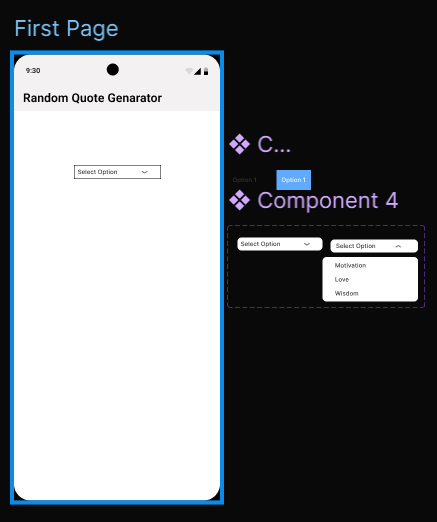 First Page
9:30
Random Quote Genarator
Select Option
C...
Option 1
Option 1
Component 4
Select Option
Select Option
Motivation
Love
Wisdom